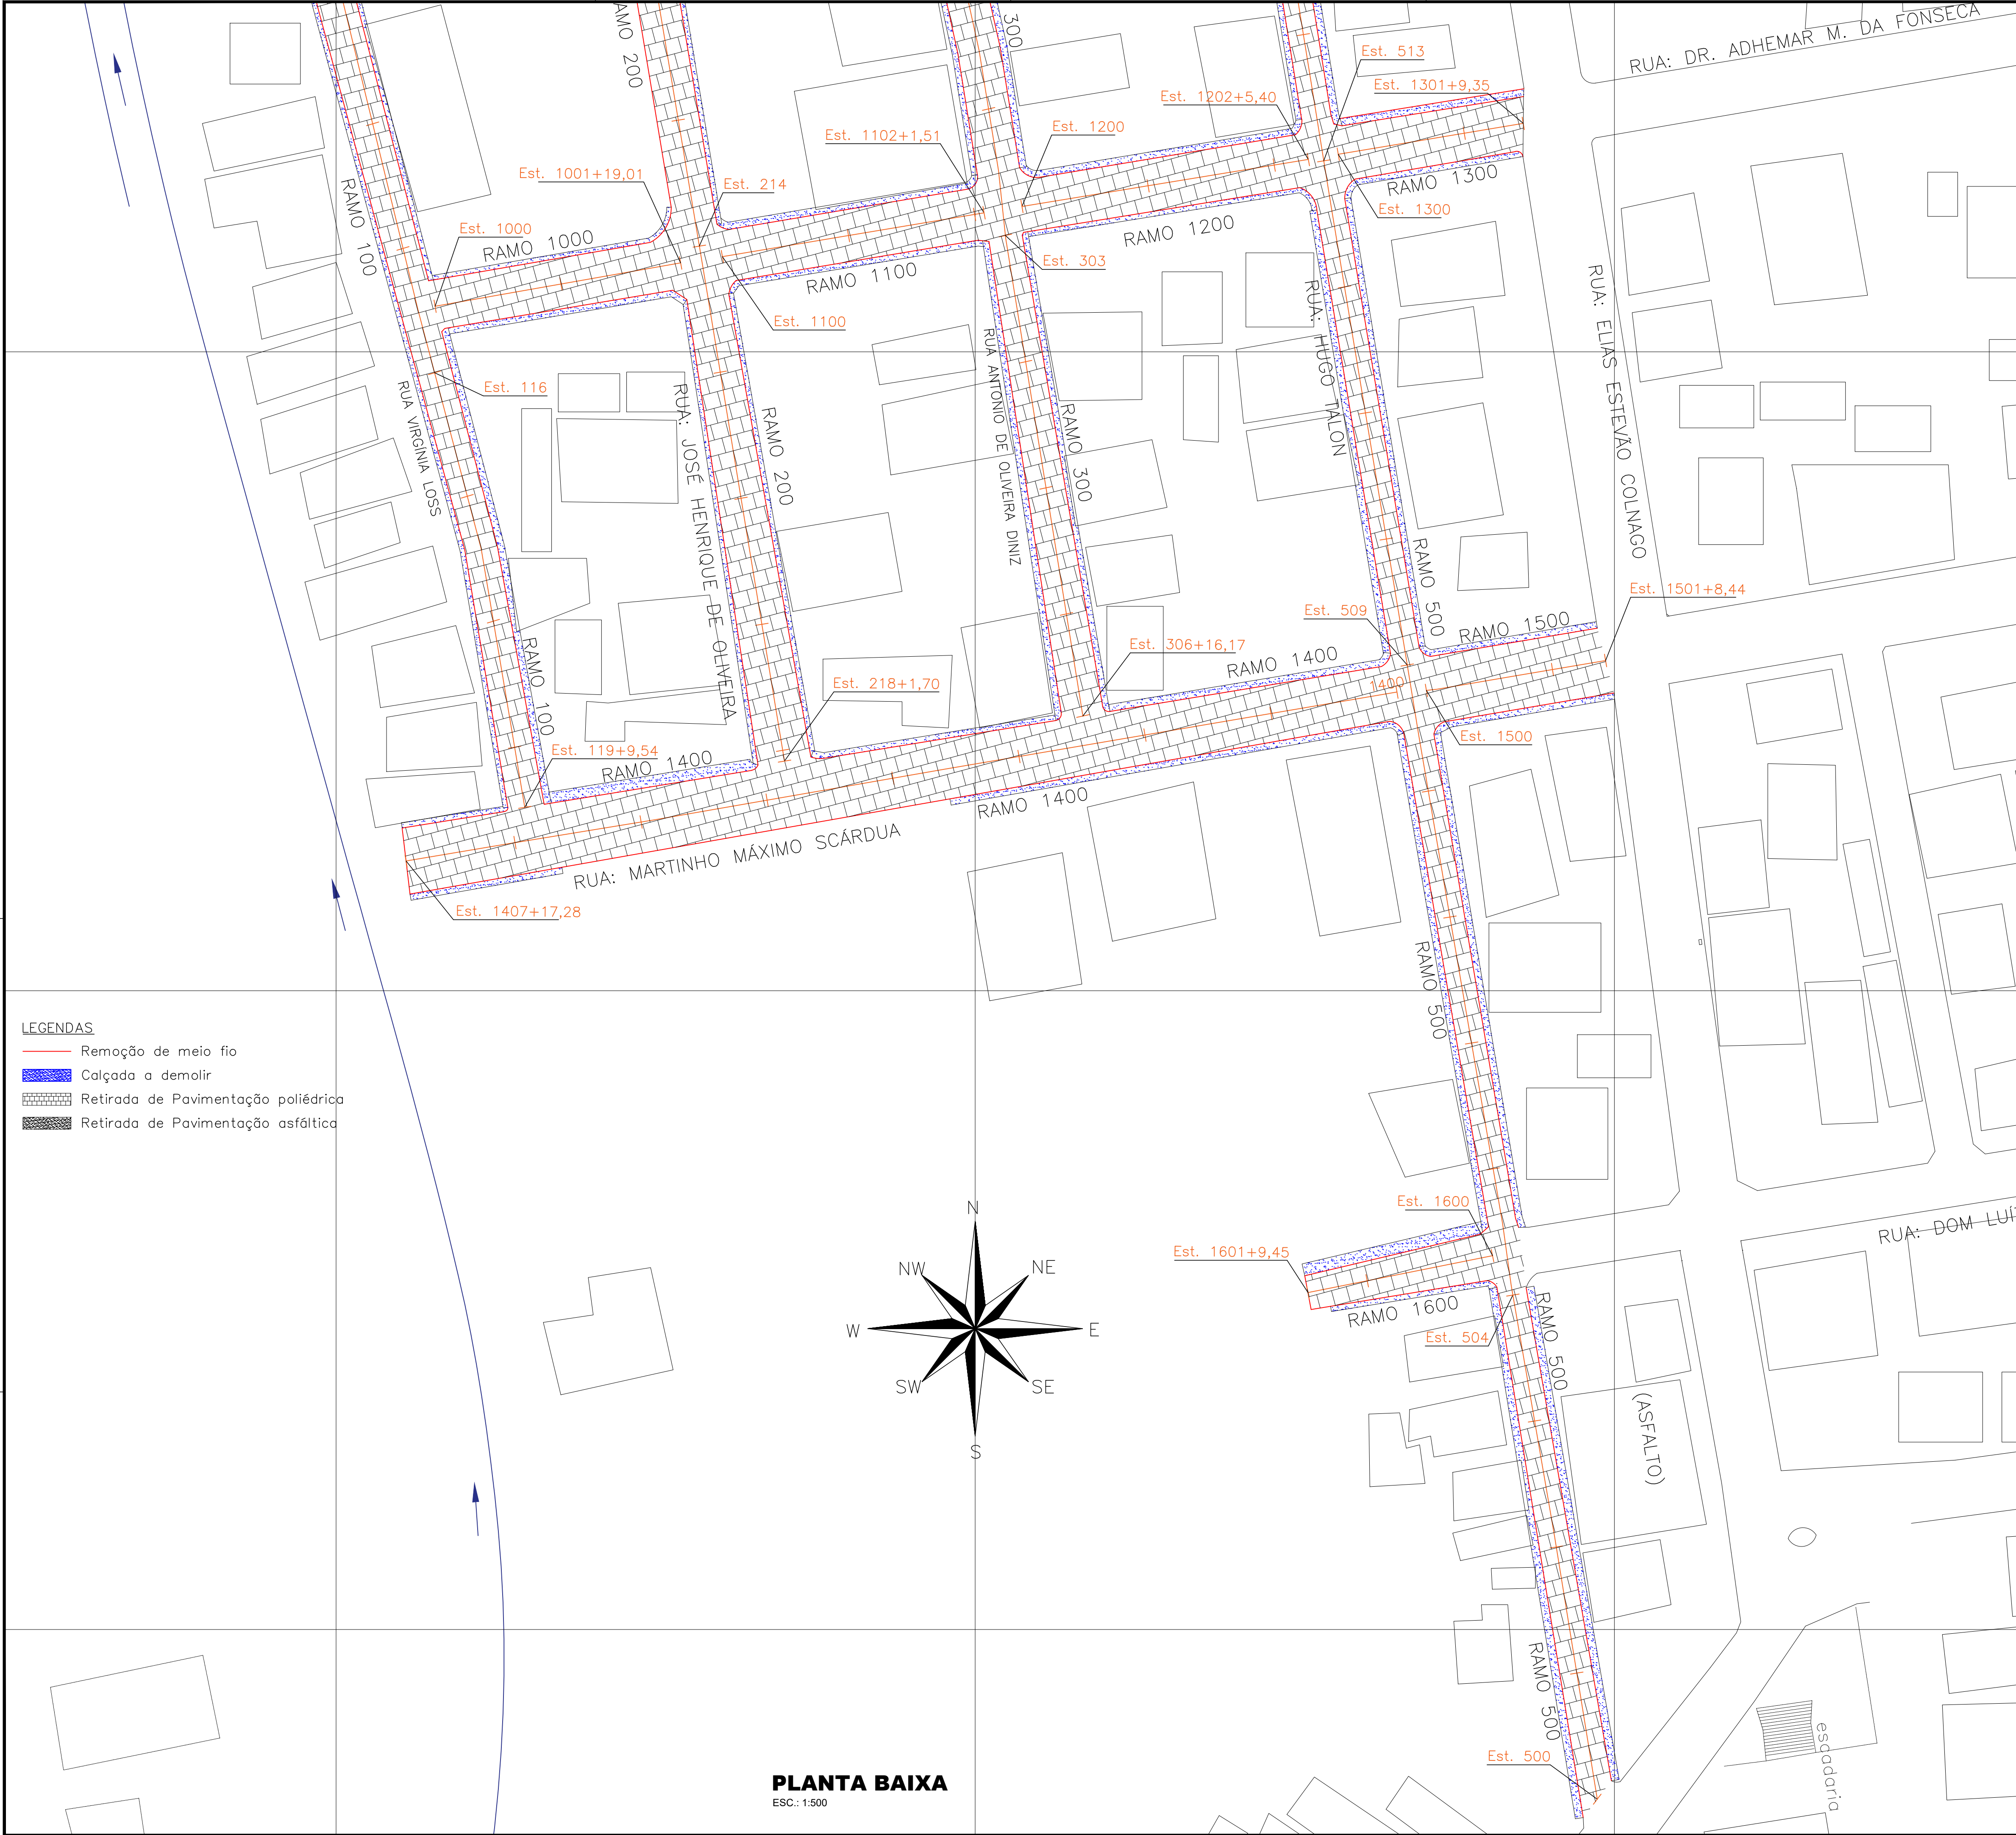 RUA: DR. ADHEMAR M. DA FONSECA
RAMO 200
300
Est. 513
Est. 1301+9,35
Est. 1202+5,40
Est. 1102+1,51
Est. 1200
Est. 1001+19,01
Est. 214
RAMO 1300
Est. 1300
RAMO 100
Est. 1000
RAMO 1000
RAMO 1200
Est. 303
RAMO 1100
Est. 1100
RUA: HUGO TALON
RUA: ELIAS ESTEVÃO COLNAGO
Est. 116
RUA VIRGINIA LOSS
RUA: JOSÉ HENRIQUE DE OLIVEIRA
RAMO 200
RUA ANTONIO DE OLIVEIRA DINIZ
RAMO 300
RAMO 500
Est. 1501+8,44
Est. 509
RAMO 1500
RAMO 100
Est. 306+16,17
RAMO 1400
1400
Est. 218+1,70
Est. 1500
Est. 119+9,54
RAMO 1400
RAMO 1400
RUA: MARTINHO MÁXIMO SCÁRDUA
Est. 1407+17,28
RAMO 500
LEGENDAS
Remoção de meio fio
Calçada a demolir
Retirada de Pavimentação poliédrica
Retirada de Pavimentação asfáltica
Est. 1600
N
RUA: DOM LUÍ
Est. 1601+9,45
NW
NE
W
E
RAMO 1600
Est. 504
RAMO 500
SW
SE
S
(ASFALTO)
RAMO 500
Est. 500
escadaria
PLANTA BAIXA
ESC.: 1:500